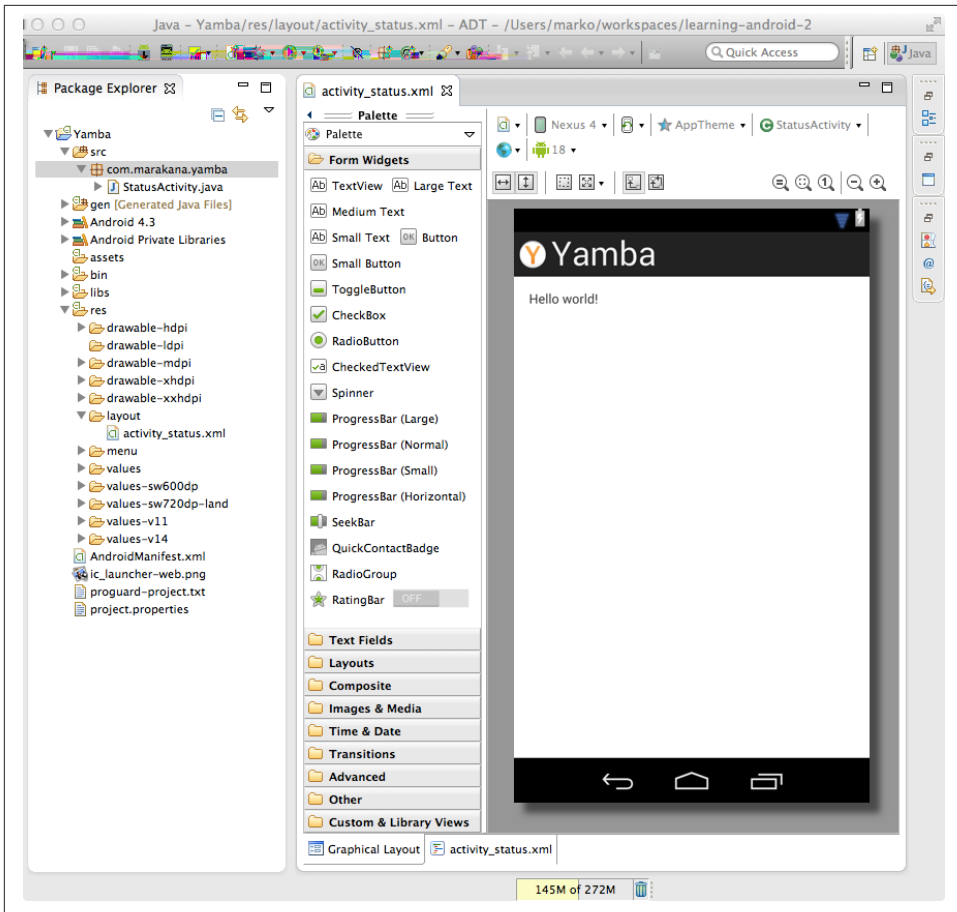 Java – Yamba/res/layout/activity_status.xml – ADT – /Users/marko/workspaces/learning-android-2
Quick Access
Java
Package Explorer
Yamba
src
com.marakana.yamba
StatusActivity.java
gen [Generated Java Files]
Android 4.3
Android Private Libraries
assets
bin
libs
res
drawable-hdpi
drawable-ldpi
drawable-mdpi
drawable-xhdpi
drawable-xxhdpi
layout
activity_status.xml
menu
values
values-sw600dp
values-sw720dp-land
values-v11
values-v14
AndroidManifest.xml
ic_launcher-web.png
proguard-project.txt
project.properties
activity_status.xml
Palette
Palette
Form Widgets
Ab TextView Ab Large Text
Ab Medium Text
Ab Small Text OK Button
OK Small Button
ToggleButton
CheckBox
RadioButton
CheckedTextView
Spinner
ProgressBar (Large)
ProgressBar (Normal)
ProgressBar (Small)
ProgressBar (Horizontal)
SeekBar
QuickContactBadge
RadioGroup
RatingBar OFF
Text Fields
Layouts
Composite
Images & Media
Time & Date
Transitions
Advanced
Other
Custom & Library Views
Graphical Layout
activity_status.xml
Nexus 4
AppTheme
StatusActivity
18
Y Yamba
Hello world!
145M of 272M